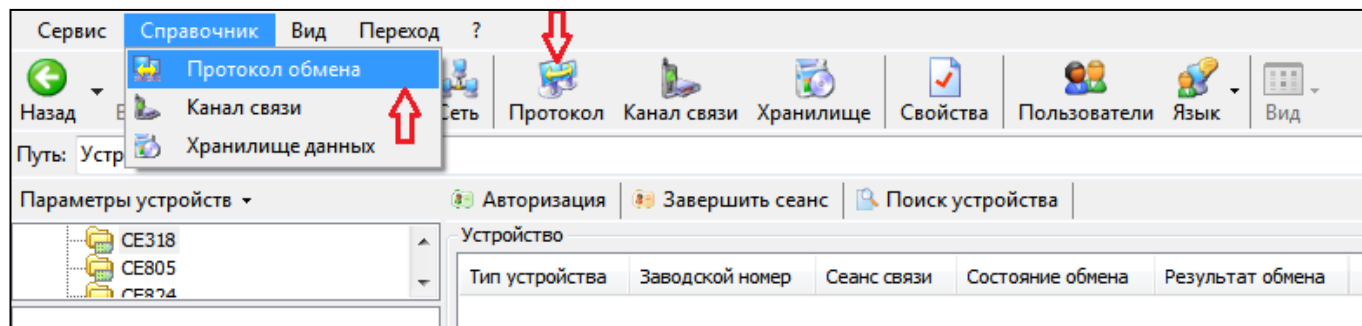 Сервис Справочник Вид Переход ?
Протокол обмена
Канал связи
Хранилище данных
Назад Протокол Канал связи Хранилище Свойства Пользователи Язык Вид
Путь: Устр
Параметры устройств Авторизация Завершить сеанс Поиск устройства
CE318
CE805
CE824
Устройство
Тип устройства Заводской номер Сеанс связи Состояние обмена Результат обмена